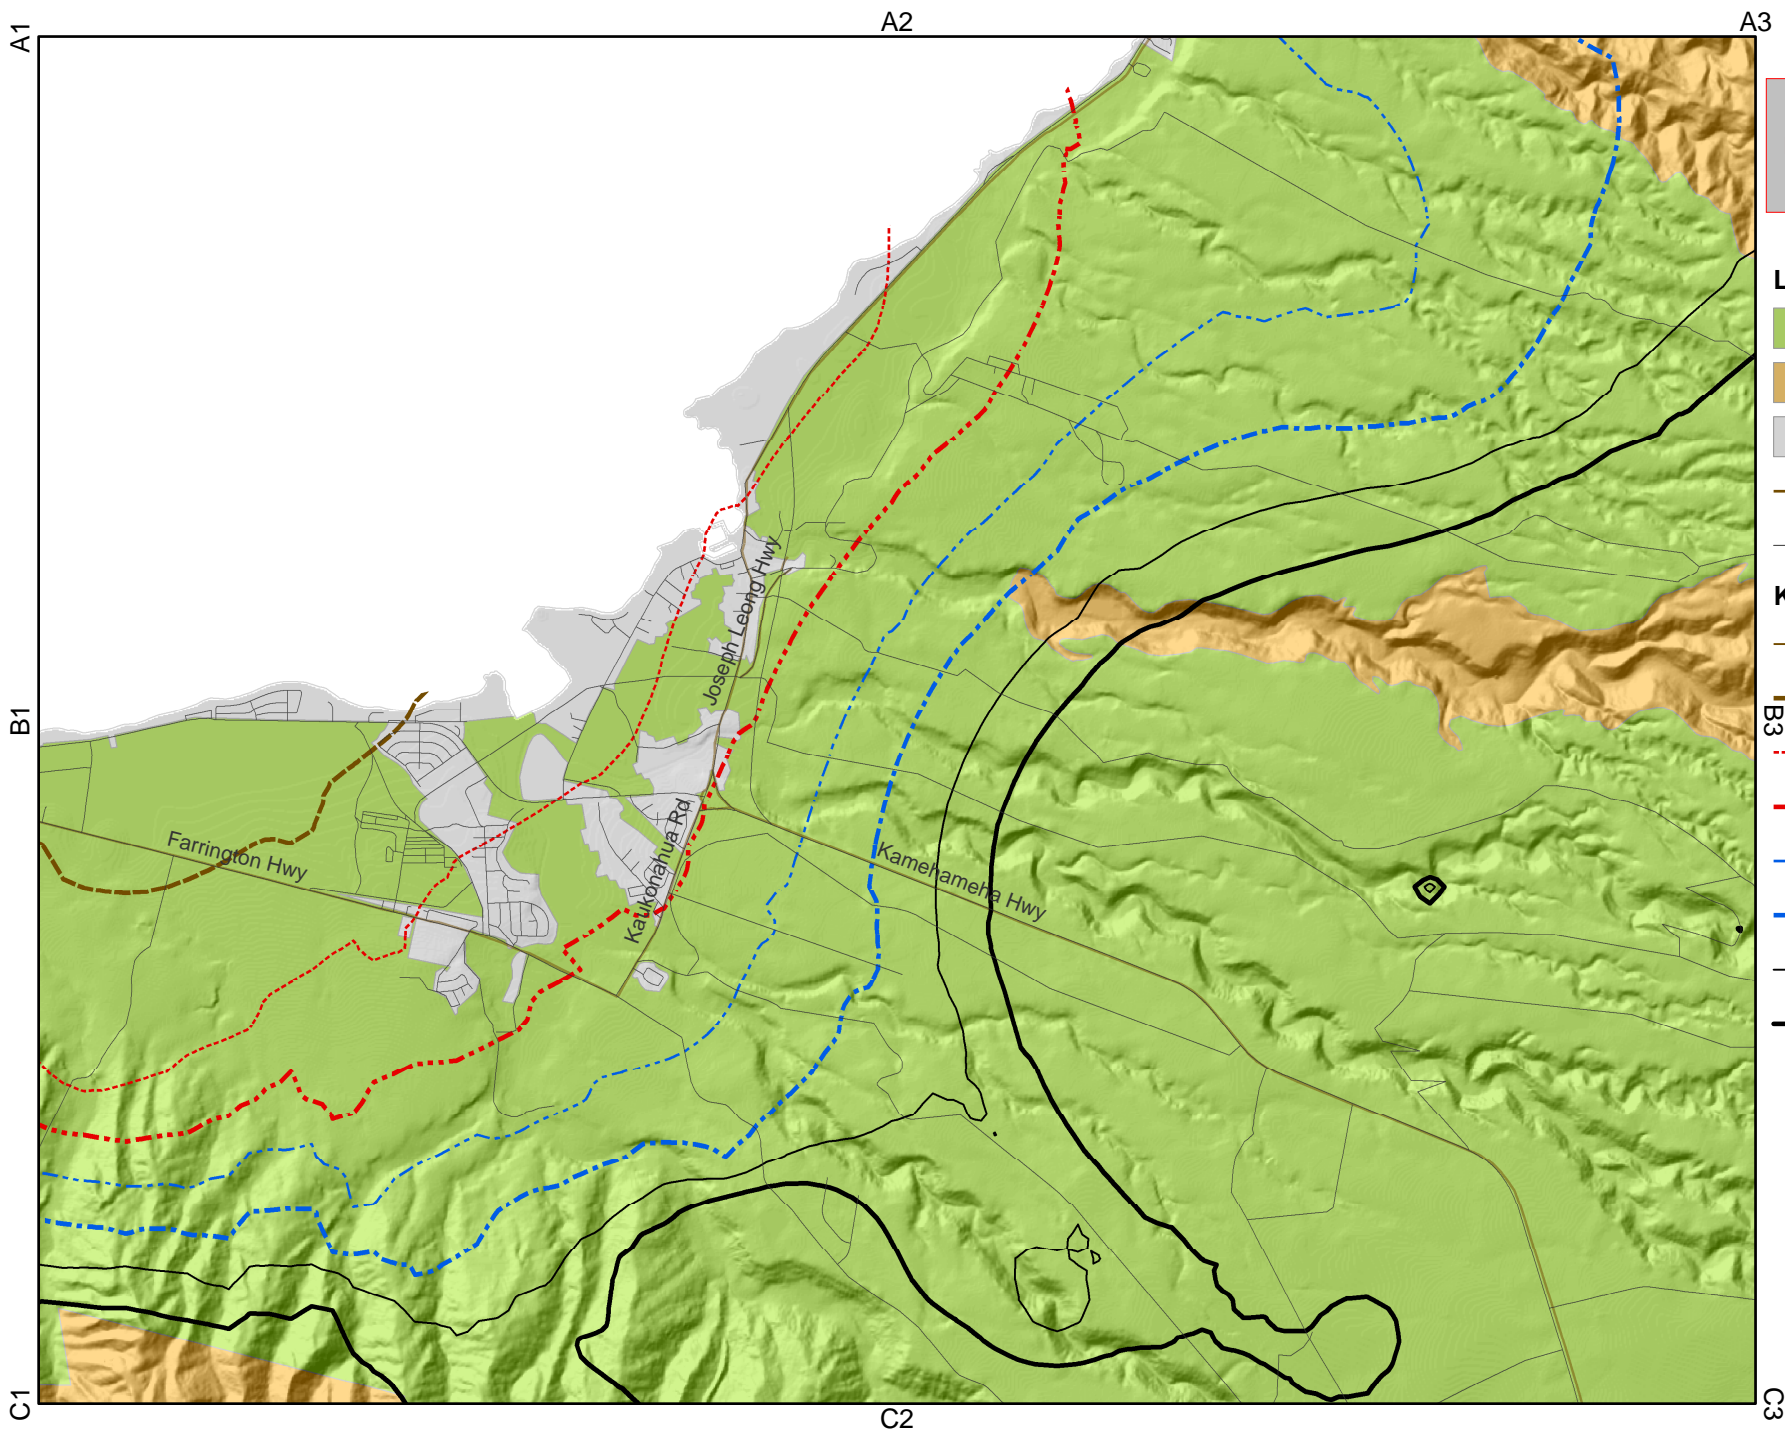 A1
A2
A3
L
Joseph Leong Hwy
K
B1
B3
Farrington Hwy
Kaukonahua Rd
Kamehameha Hwy
C1
C2
C3